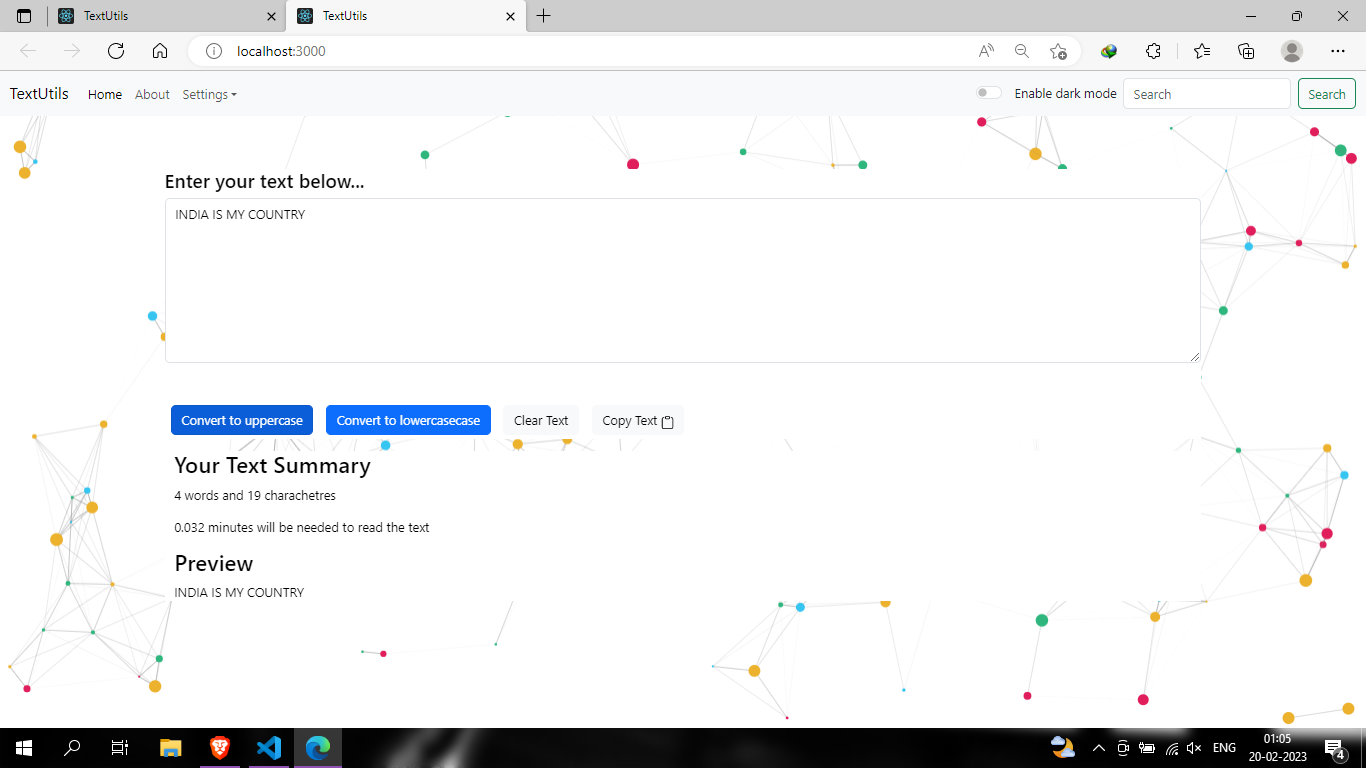 TextUtils
TextUtils
localhost:3000
TextUtils Home About Settings Enable dark mode Search Search
Enter your text below...
INDIA IS MY COUNTRY
Convert to uppercase Convert to lowercasecase Clear Text Copy Text
Your Text Summary
4 words and 19 charachetres
0.032 minutes will be needed to read the text
Preview
INDIA IS MY COUNTRY
ENG
01:05
20-02-2023
4